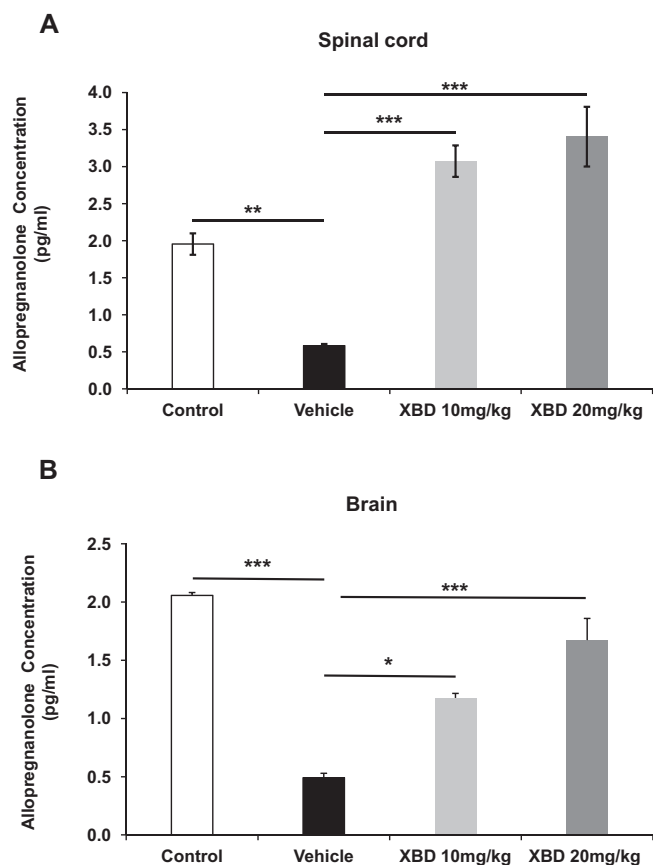 A
Spinal cord
Allopregnanolone Concentration
(pg/ml)
4.0
3.5
3.0
2.5
2.0
1.5
1.0
0.5
0.0
**
***
***
Control
Vehicle
XBD 10mg/kg
XBD 20mg/kg
B
Brain
Allopregnanolone Concentration
(pg/ml)
2.5
2.0
1.5
1.0
0.5
0.0
***
***
*
Control
Vehicle
XBD 10mg/kg
XBD 20mg/kg